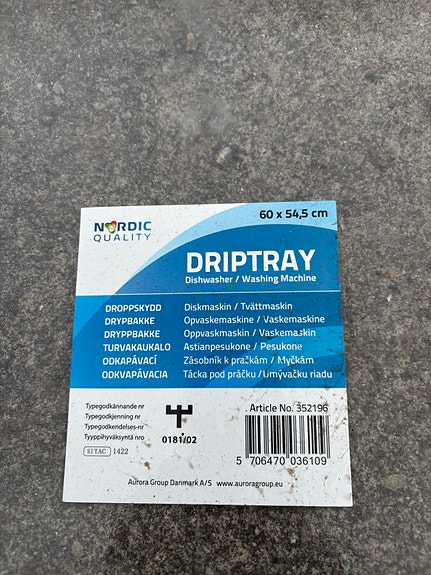 60 x 54,5 cm
NORDIC
QUALITY
DRIPTRAY
Dishwasher / Washing Machine
DROPPSKYDD Diskmaskin / Tvättmaskin
DRYPBAKKE Opvaskemaskine / Vaskemaskine
DRYPPBAKKE Oppvaskmaskin / Vaskemaskin
TURVAKAUKALO Astianpesukone / Pesukone
ODKAPÁVACÍ Zásobník k pračkám / Myčkám
ODKVAPÁVACIA Tácka pod práčku / Umývačku riadu
Typegodkännande nr
Typegodkjenning nr
Typegodkendelses-nr
Tyyppihyväksyntä nro
SITAC 1422
0181/02
. Article No. 352196
5 706470 036109
Aurora Group Danmark A/S www.auroragroup.eu